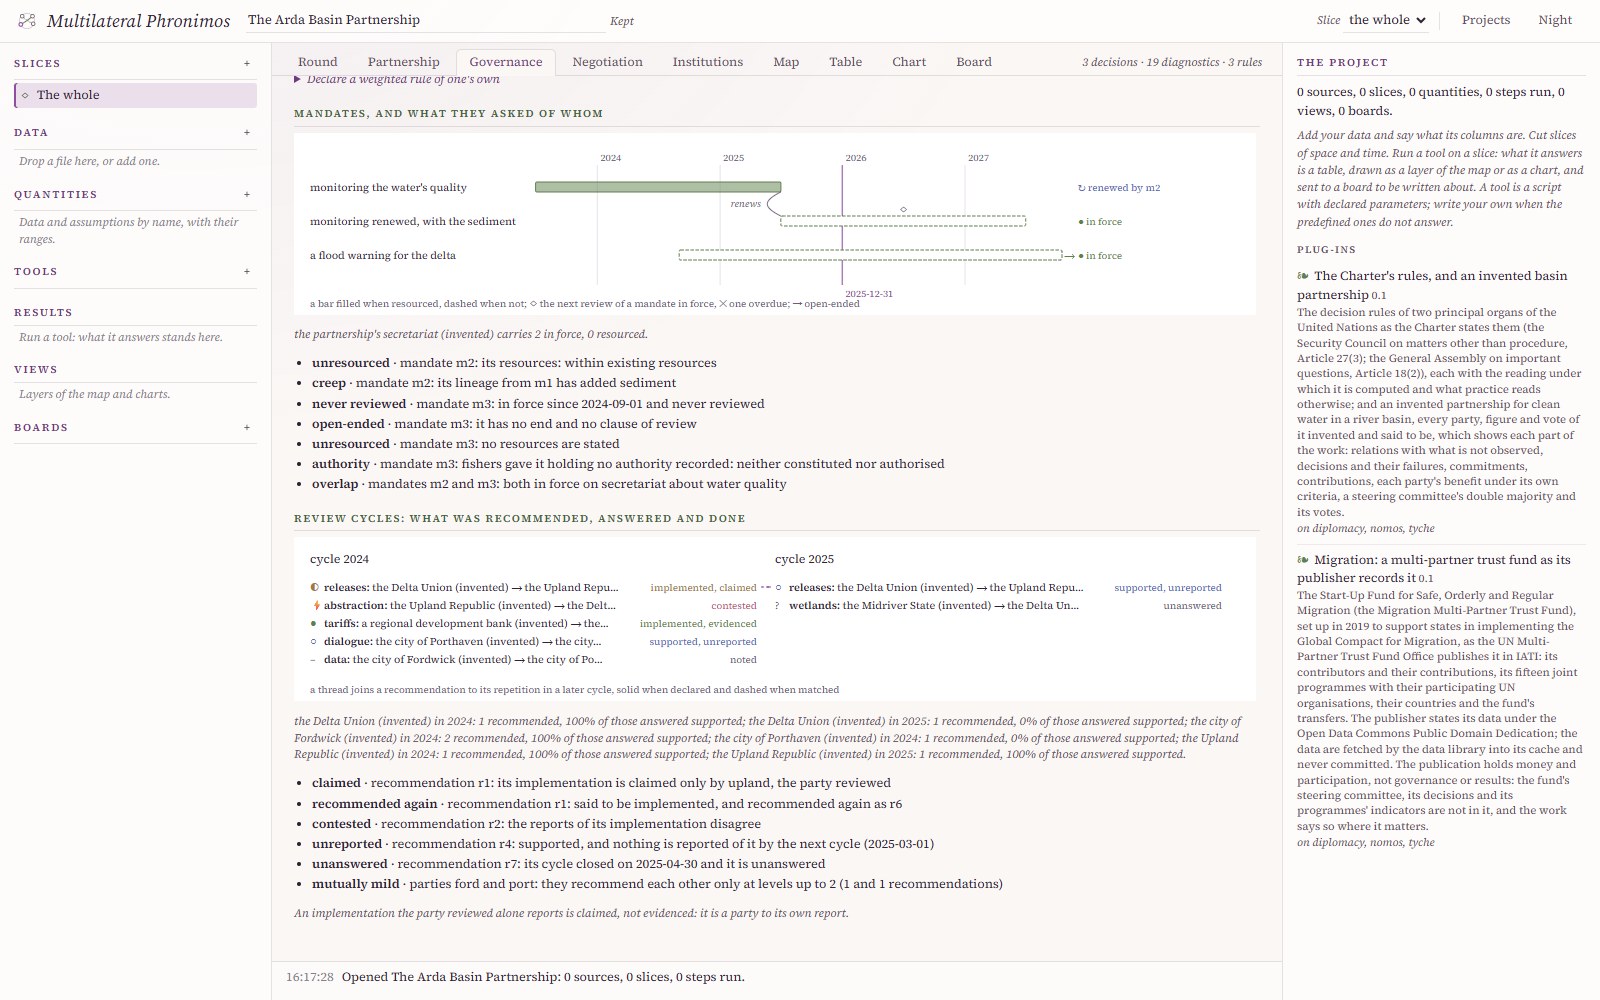 Multilateral Phronimos
The Arda Basin Partnership
Kept
Slice the whole
Projects
Night
SLICES +
The whole
DATA +
Drop a file here, or add one.
QUANTITIES +
Data and assumptions by name, with their
ranges.
TOOLS +
RESULTS
Run a tool: what it answers stands here.
VIEWS
Layers of the map and charts.
BOARDS +
Round Partnership Governance Negotiation Institutions Map Table Chart Board
3 decisions · 19 diagnostics · 3 rules
Declare a weighted rule of one's own
MANDATES, AND WHAT THEY ASKED OF WHOM
2024 2025 2026 2027
monitoring the water's quality
↻ renewed by m2
renews
monitoring renewed, with the sediment
● in force
a flood warning for the delta
→ ● in force
2025-12-31
a bar filled when resourced, dashed when not; ◇ the next review of a mandate in force, ✕ one overdue; → open-ended
the partnership's secretariat (invented) carries 2 in force, 0 resourced.
• unresourced · mandate m2: its resources: within existing resources
• creep · mandate m2: its lineage from m1 has added sediment
• never reviewed · mandate m3: in force since 2024-09-01 and never reviewed
• open-ended · mandate m3: it has no end and no clause of review
• unresourced · mandate m3: no resources are stated
• authority · mandate m3: fishers gave it holding no authority recorded: neither constituted nor authorised
• overlap · mandates m2 and m3: both in force on secretariat about water quality
REVIEW CYCLES: WHAT WAS RECOMMENDED, ANSWERED AND DONE
cycle 2024
◐ releases: the Delta Union (invented) → the Upland Repu... implemented, claimed
abstraction: the Upland Republic (invented) → the Delt... contested
● tariffs: a regional development bank (invented) → the... implemented, evidenced
○ dialogue: the city of Porthaven (invented) → the city... supported, unreported
– data: the city of Fordwick (invented) → the city of Po... noted
cycle 2025
○ releases: the Delta Union (invented) → the Upland Repu... supported, unreported
? wetlands: the Midriver State (invented) → the Delta Un... unanswered
a thread joins a recommendation to its repetition in a later cycle, solid when declared and dashed when matched
the Delta Union (invented) in 2024: 1 recommended, 100% of those answered supported; the Delta Union (invented) in 2025: 1 recommended, 0% of those answered supported; the city of
Fordwick (invented) in 2024: 2 recommended, 100% of those answered supported; the city of Porthaven (invented) in 2024: 1 recommended, 0% of those answered supported; the Upland
Republic (invented) in 2024: 1 recommended, 100% of those answered supported; the Upland Republic (invented) in 2025: 1 recommended, 100% of those answered supported.
• claimed · recommendation r1: its implementation is claimed only by upland, the party reviewed
• recommended again · recommendation r1: said to be implemented, and recommended again as r6
• contested · recommendation r2: the reports of its implementation disagree
• unreported · recommendation r4: supported, and nothing is reported of it by the next cycle (2025-03-01)
• unanswered · recommendation r7: its cycle closed on 2025-04-30 and it is unanswered
• mutually mild · parties ford and port: they recommend each other only at levels up to 2 (1 and 1 recommendations)
An implementation the party reviewed alone reports is claimed, not evidenced: it is a party to its own report.
16:17:28 Opened The Arda Basin Partnership: 0 sources, 0 slices, 0 steps run.
THE PROJECT
0 sources, 0 slices, 0 quantities, 0 steps run, 0
views, 0 boards.
Add your data and say what its columns are. Cut slices
of space and time. Run a tool on a slice: what it answers
is a table, drawn as a layer of the map or as a chart, and
sent to a board to be written about. A tool is a script
with declared parameters; write your own when the
predefined ones do not answer.
PLUG-INS
The Charter's rules, and an invented basin
partnership 0.1
The decision rules of two principal organs of the
United Nations as the Charter states them (the
Security Council on matters other than procedure,
Article 27(3); the General Assembly on important
questions, Article 18(2)), each with the reading under
which it is computed and what practice reads
otherwise; and an invented partnership for clean
water in a river basin, every party, figure and vote of
it invented and said to be, which shows each part of
the work: relations with what is not observed,
decisions and their failures, commitments,
contributions, each party's benefit under its own
criteria, a steering committee's double majority and
its votes.
on diplomacy, nomos, tyche
Migration: a multi-partner trust fund as its
publisher records it 0.1
The Start-Up Fund for Safe, Orderly and Regular
Migration (the Migration Multi-Partner Trust Fund),
set up in 2019 to support states in implementing the
Global Compact for Migration, as the UN Multi-
Partner Trust Fund Office publishes it in IATI: its
contributors and their contributions, its fifteen joint
programmes with their participating UN
organisations, their countries and the fund's
transfers. The publisher states its data under the
Open Data Commons Public Domain Dedication; the
data are fetched by the data library into its cache and
never committed. The publication holds money and
participation, not governance or results: the fund's
steering committee, its decisions and its
programmes' indicators are not in it, and the work
says so where it matters.
on diplomacy, nomos, tyche